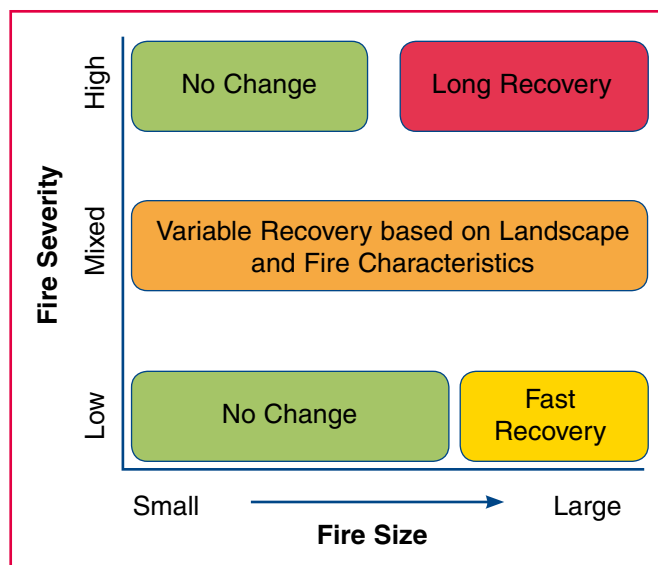 Fire Severity
High
Mixed
Low
No Change
Long Recovery
Variable Recovery based on Landscape
and Fire Characteristics
No Change
Fast
Recovery
Small
Large
Fire Size